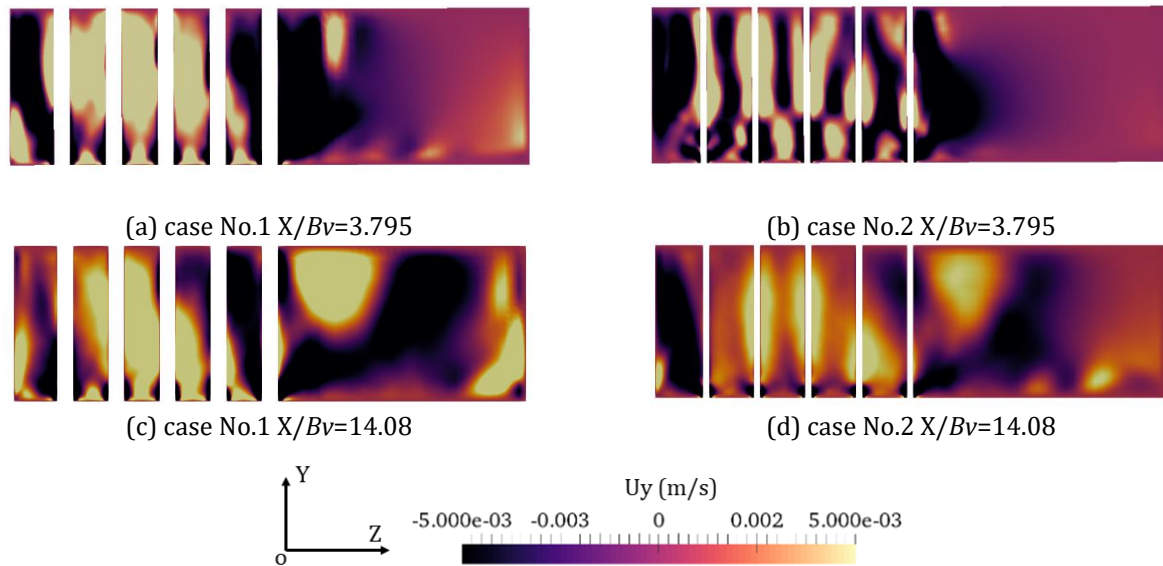 (a) case No.1 X/Bv=3.795
(b) case No.2 X/Bv=3.795
(c) case No.1 X/Bv=14.08
(d) case No.2 X/Bv=14.08
Y
Z
o
Uy (m/s)
-5.000e-03 -0.003 0 0.002 5.000e-03